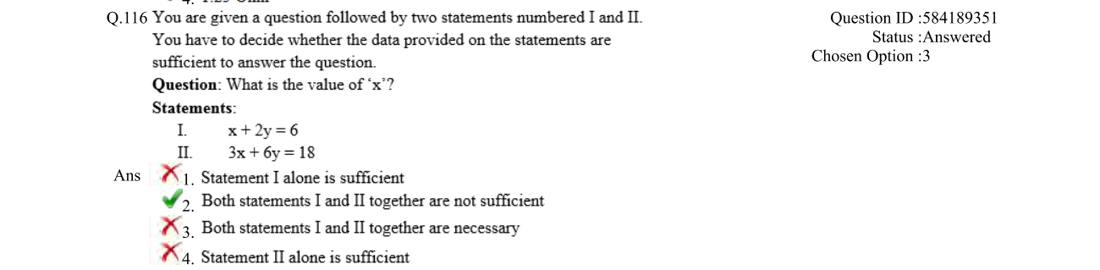 Q.116 You are given a question followed by two statements numbered I and II.
You have to decide whether the data provided on the statements are
sufficient to answer the question.
Question: What is the value of ‘x’?
Statements:
I. x + 2y = 6
II. 3x + 6y = 18
Ans 1. Statement I alone is sufficient
2. Both statements I and II together are not sufficient
3. Both statements I and II together are necessary
4. Statement II alone is sufficient
Question ID :584189351
Status :Answered
Chosen Option :3